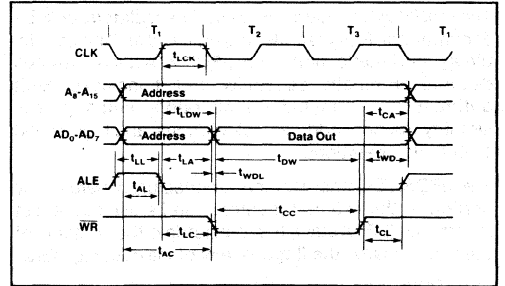 T₁ T₂ T₃ T₁
CLK
tLCK
A₈-A₁₅ Address
tLDW tCA
AD₀-AD₇ Address Data Out
tLL tLA tDW tWD
tWDL
ALE
tAL
tCC
WR
tLC tCL
tAC